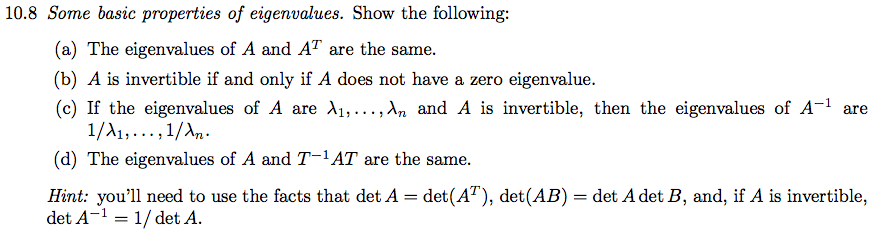 10.8 Some basic properties of eigenvalues. Show the following:
(a) The eigenvalues of A and Aᵀ are the same.
(b) A is invertible if and only if A does not have a zero eigenvalue.
(c) If the eigenvalues of A are λ₁, . . . , λₙ and A is invertible, then the eigenvalues of A⁻¹ are
1/λ₁, . . . , 1/λₙ.
(d) The eigenvalues of A and T⁻¹AT are the same.
Hint: you'll need to use the facts that det A = det(Aᵀ), det(AB) = det A det B, and, if A is invertible,
det A⁻¹ = 1/ det A.